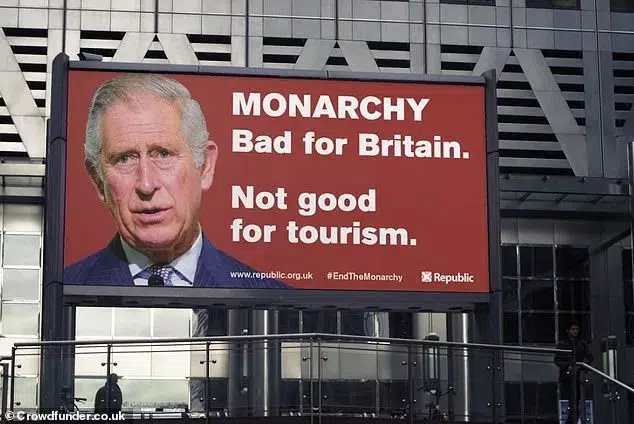 MONARCHY
Bad for Britain.
Not good
for tourism.
www.republic.org.uk #EndTheMonarchy Republic
©Crowdfunder.co.uk